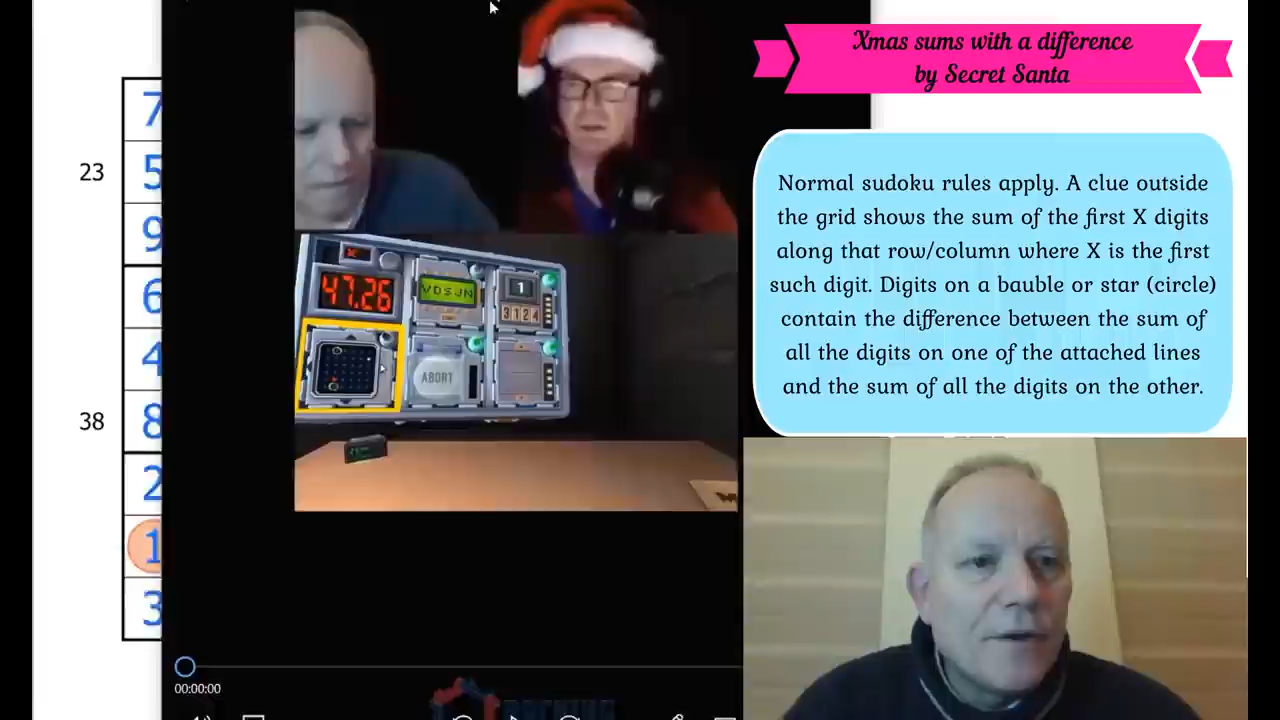 Xmas sums with a difference
by Secret Santa
Normal sudoku rules apply. A clue outside
the grid shows the sum of the first X digits
along that row/column where X is the first
such digit. Digits on a bauble or star (circle)
contain the difference between the sum of
all the digits on one of the attached lines
and the sum of all the digits on the other.
7
23 5
9
6
4
38 8
2
1
3
47.26
VDSJN
1
3124
ABORT
00:00:00